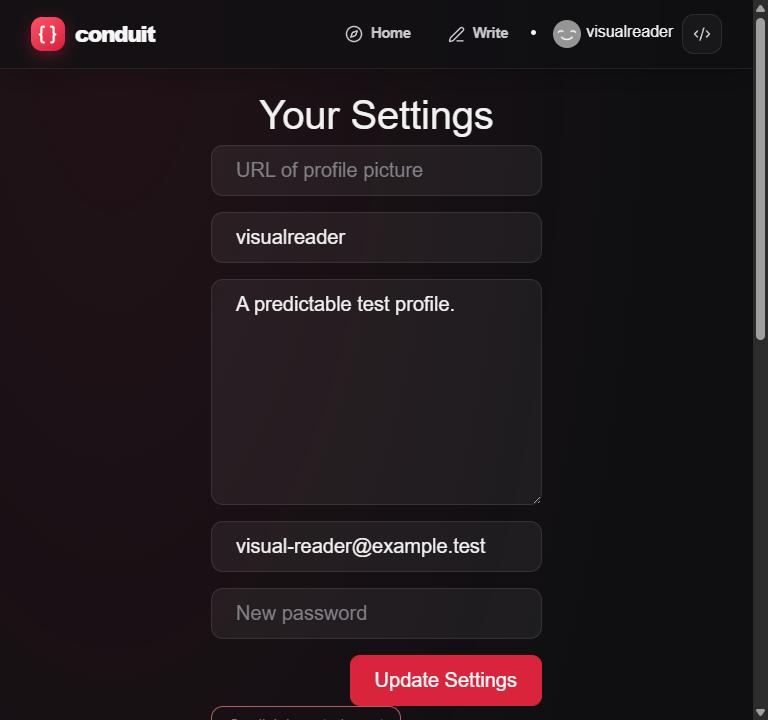 {} conduit
Home Write • visualreader </>
Your Settings
URL of profile picture
visualreader
A predictable test profile.
visual-reader@example.test
New password
Update Settings